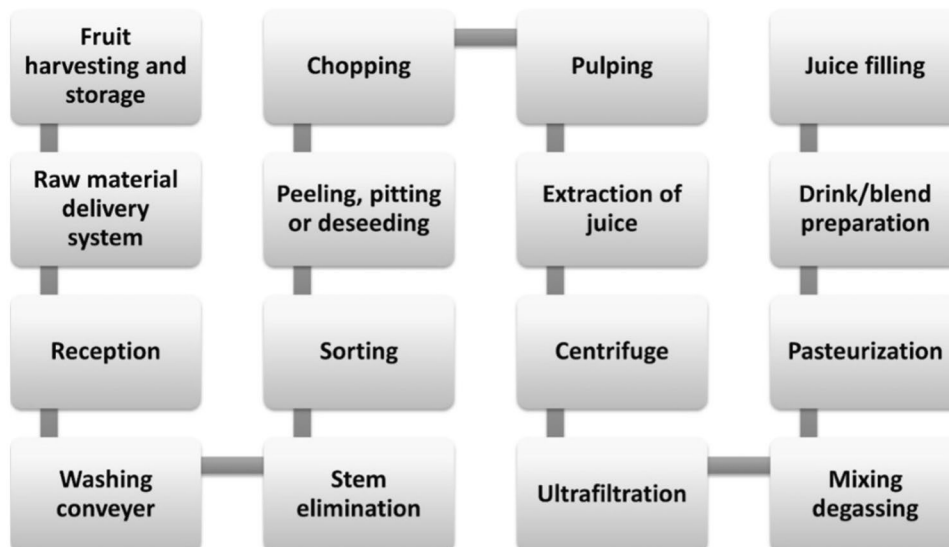 Fruit
harvesting and
storage
Raw material
delivery
system
Reception
Washing
conveyer
Stem
elimination
Sorting
Peeling, pitting
or deseeding
Chopping
Pulping
Extraction of
juice
Centrifuge
Ultrafiltration
Mixing
degassing
Pasteurization
Drink/blend
preparation
Juice filling